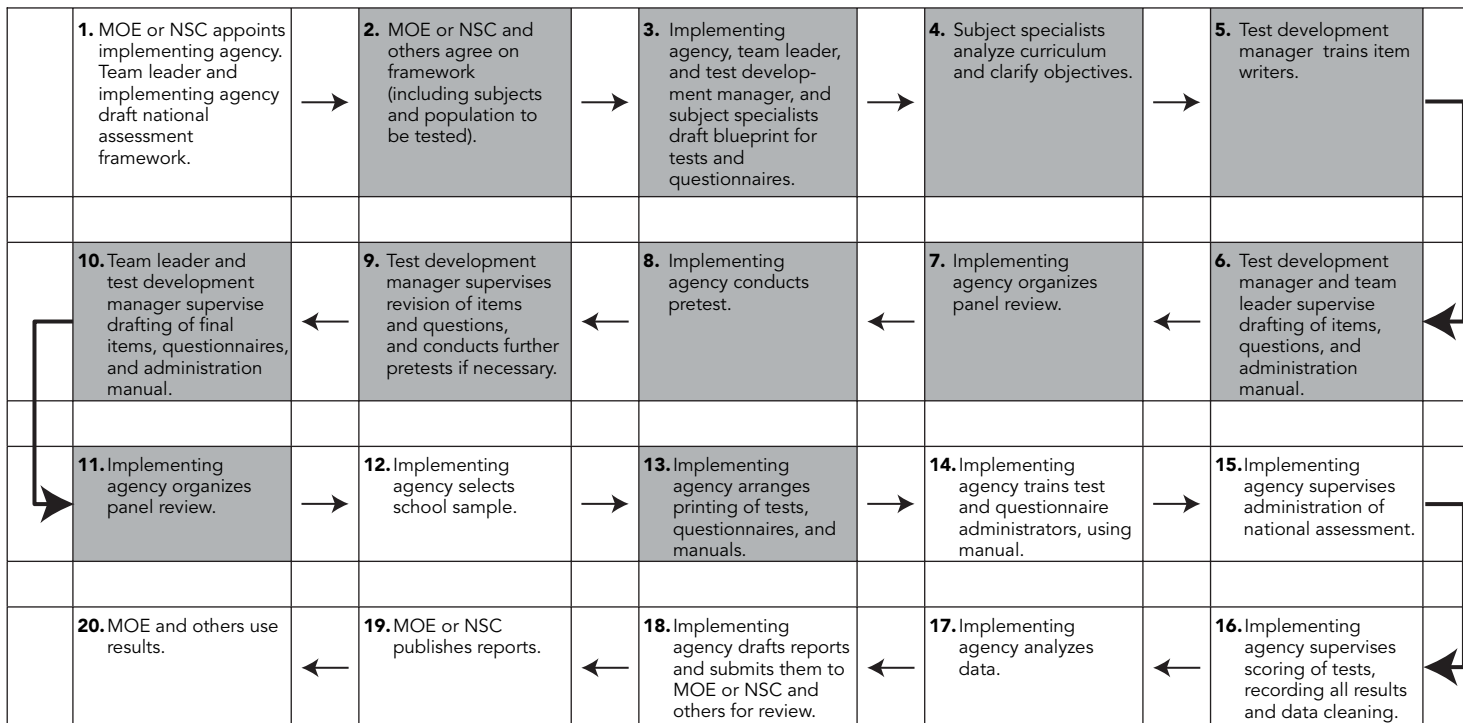 1. MOE or NSC appoints
implementing agency.
Team leader and
implementing agency
draft national
assessment
framework.
2. MOE or NSC and
others agree on
framework
(including subjects
and population to
be tested).
3. Implementing
agency, team leader,
and test develop-
ment manager, and
subject specialists
draft blueprint for
tests and
questionnaires.
4. Subject specialists
analyze curriculum
and clarify objectives.
5. Test development
manager trains item
writers.
6. Test development
manager and team
leader supervise
drafting of items,
questions, and
administration
manual.
7. Implementing
agency organizes
panel review.
8. Implementing
agency conducts
pretest.
9. Test development
manager supervises
revision of items
and questions,
and conducts further
pretests if necessary.
10. Team leader and
test development
manager supervise
drafting of final
items, questionnaires,
and administration
manual.
11. Implementing
agency organizes
panel review.
12. Implementing
agency selects
school sample.
13. Implementing
agency arranges
printing of tests,
questionnaires, and
manuals.
14. Implementing
agency trains test
and questionnaire
administrators, using
manual.
15. Implementing
agency supervises
administration of
national assessment.
16. Implementing
agency supervises
scoring of tests,
recording all results
and data cleaning.
17. Implementing
agency analyzes
data.
18. Implementing
agency drafts reports
and submits them to
MOE or NSC and
others for review.
19. MOE or NSC
publishes reports.
20. MOE and others use
results.